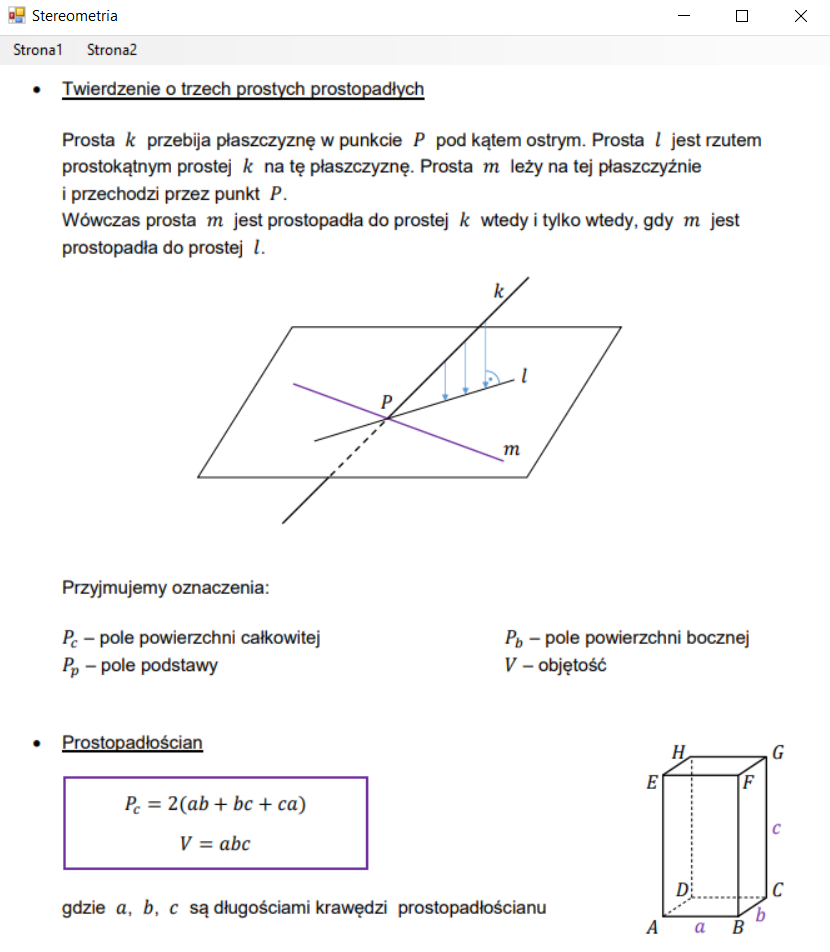 Stereometria
Strona1 Strona2
• Twierdzenie o trzech prostych prostopadłych
Prosta k przebija płaszczyznę w punkcie P pod kątem ostrym. Prosta l jest rzutem
prostokątnym prostej k na tę płaszczyznę. Prosta m leży na tej płaszczyźnie
i przechodzi przez punkt P.
Wówczas prosta m jest prostopadła do prostej k wtedy i tylko wtedy, gdy m jest
prostopadła do prostej l.
k
l
P
m
Przyjmujemy oznaczenia:
P_c – pole powierzchni całkowitej P_b – pole powierzchni bocznej
P_p – pole podstawy V – objętość
• Prostopadłościan
H G
E F
P_c = 2(ab + bc + ca)
c
V = abc
D C
gdzie a, b, c są długościami krawędzi prostopadłościanu
b
A a B